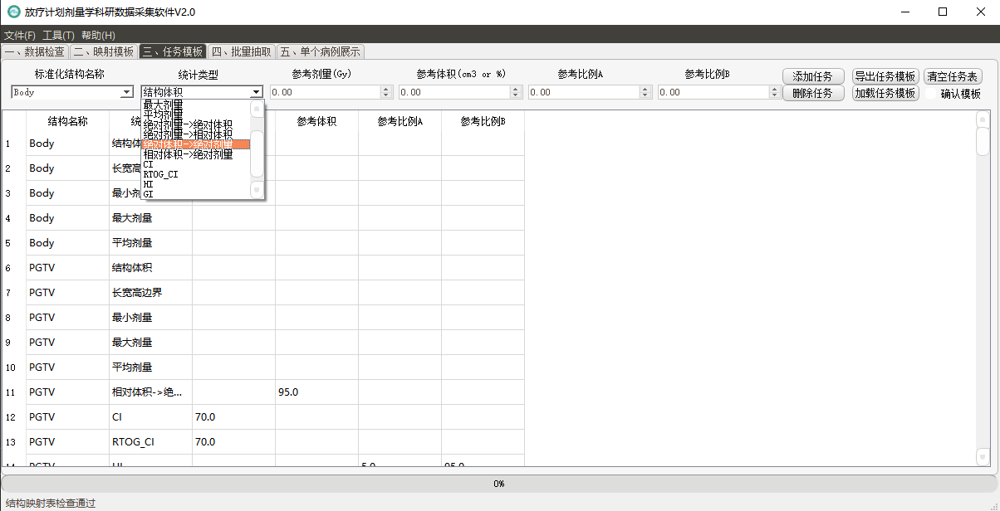 放疗计划剂量学科研数据采集软件V2.0
文件(F) 工具(T) 帮助(H)
一、数据检查 二、映射模板 三、任务模板 四、批量抽取 五、单个病例展示
标准化结构名称 统计类型 参考剂量(Gy) 参考体积(cm3 or %) 参考比例A 参考比例B 添加任务 导出任务模板 清空任务表
Body 结构体积 0.00 0.00 0.00 0.00 删除任务 加载任务模板 确认模板
最大剂量
平均剂量
绝对剂量->绝对体积
绝对剂量->相对体积
绝对体积->绝对剂量
相对体积->绝对剂量
CI
RTOG_CI
HI
GI
结构名称 统 参考体积 参考比例A 参考比例B
1 Body 结构体
2 Body 长宽高
3 Body 最小剂
4 Body 最大剂量
5 Body 平均剂量
6 PGTV 结构体积
7 PGTV 长宽高边界
8 PGTV 最小剂量
9 PGTV 最大剂量
10 PGTV 平均剂量
11 PGTV 相对体积->绝... 95.0
12 PGTV CI 70.0
13 PGTV RTOG_CI 70.0
14 PGTV HI 5.0 95.0
0%
结构映射表检查通过